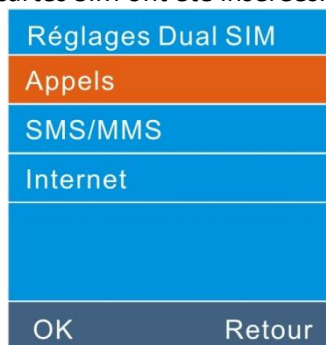 Réglages Dual SIM
Appels
SMS/MMS
Internet
OK Retour